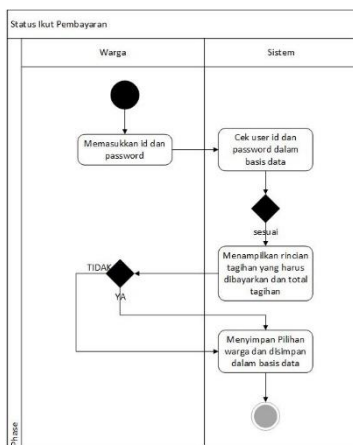 Status Ikut Pembayaran
Warga
Sistem
Memasukkan id dan
password
Cek user id dan
password dalam
basis data
sesuai
Menampilkan rincian
tagihan yang harus
dibayarkan dan total
tagihan
TIDAK
YA
Menyimpan Pilihan
warga dan disimpan
dalam basis data
Phase